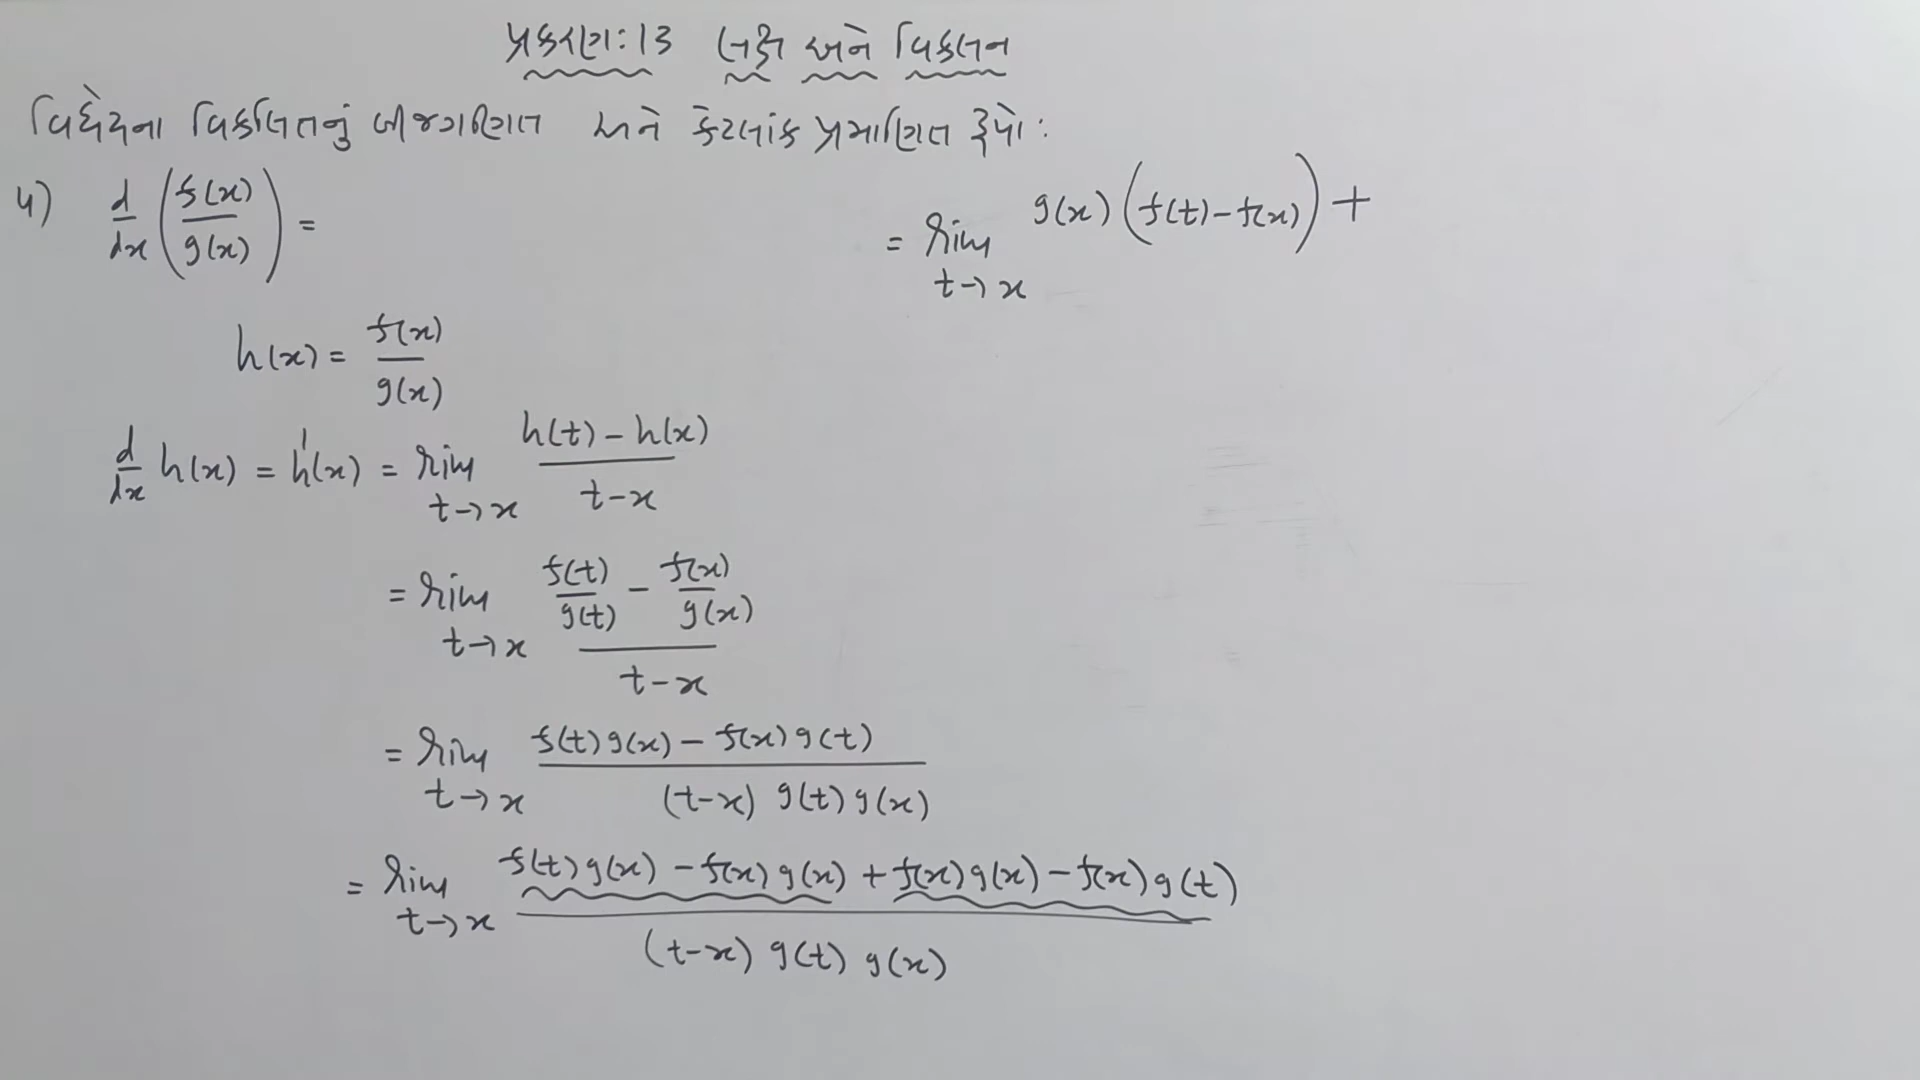 પ્રકરણ:13 લક્ષ અને વિકલન
વિધેયના વિકલિતનું બીજગણિત અને કેટલાંક પ્રમાણિત રૂપો:
૫) d/dx (f(x)/g(x)) =
h(x) = f(x)/g(x)
d/dx h(x) = h'(x) = lim t→x (h(t) - h(x))/(t-x)
= lim t→x (f(t)/g(t) - f(x)/g(x))/(t-x)
= lim t→x (f(t) g(x) - f(x) g(t))/((t-x) g(t) g(x))
= lim t→x (f(t) g(x) - f(x) g(x) + f(x) g(x) - f(x) g(t))/((t-x) g(t) g(x))
= lim t→x g(x) (f(t) - f(x)) +